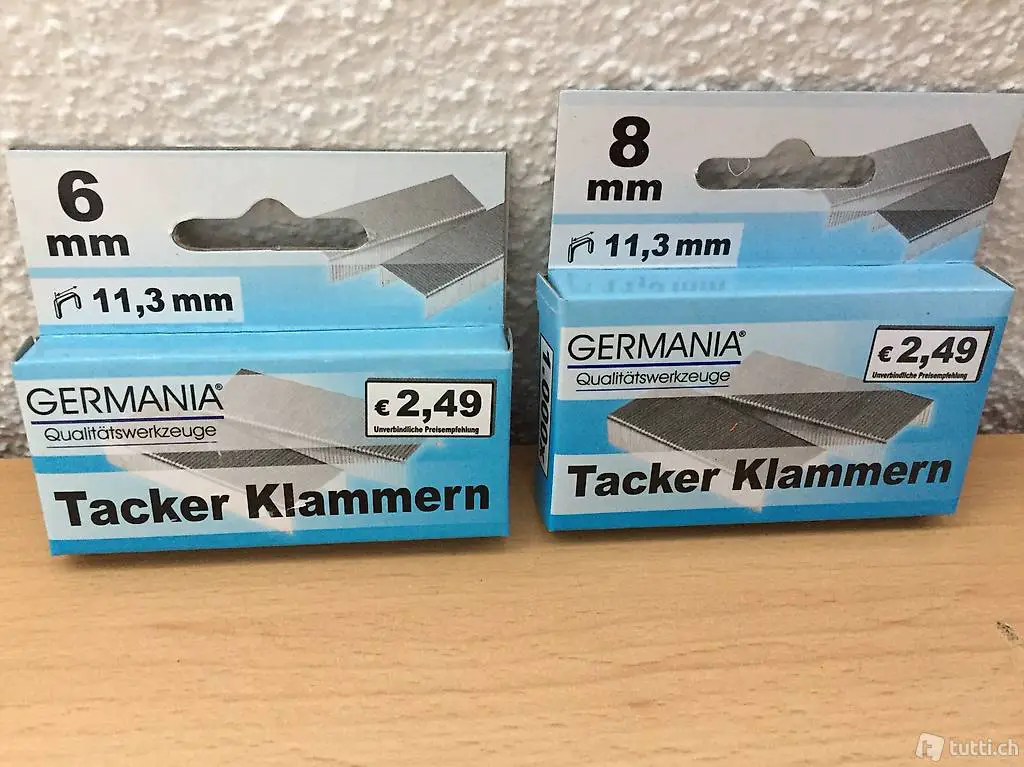 6
mm
11,3 mm
GERMANIA®
Qualitätswerkzeuge
€ 2,49
Unverbindliche Preisempfehlung
Tacker Klammern
8
mm
11,3 mm
GERMANIA®
Qualitätswerkzeuge
€ 2,49
Unverbindliche Preisempfehlung
Tacker Klammern
tutti.ch